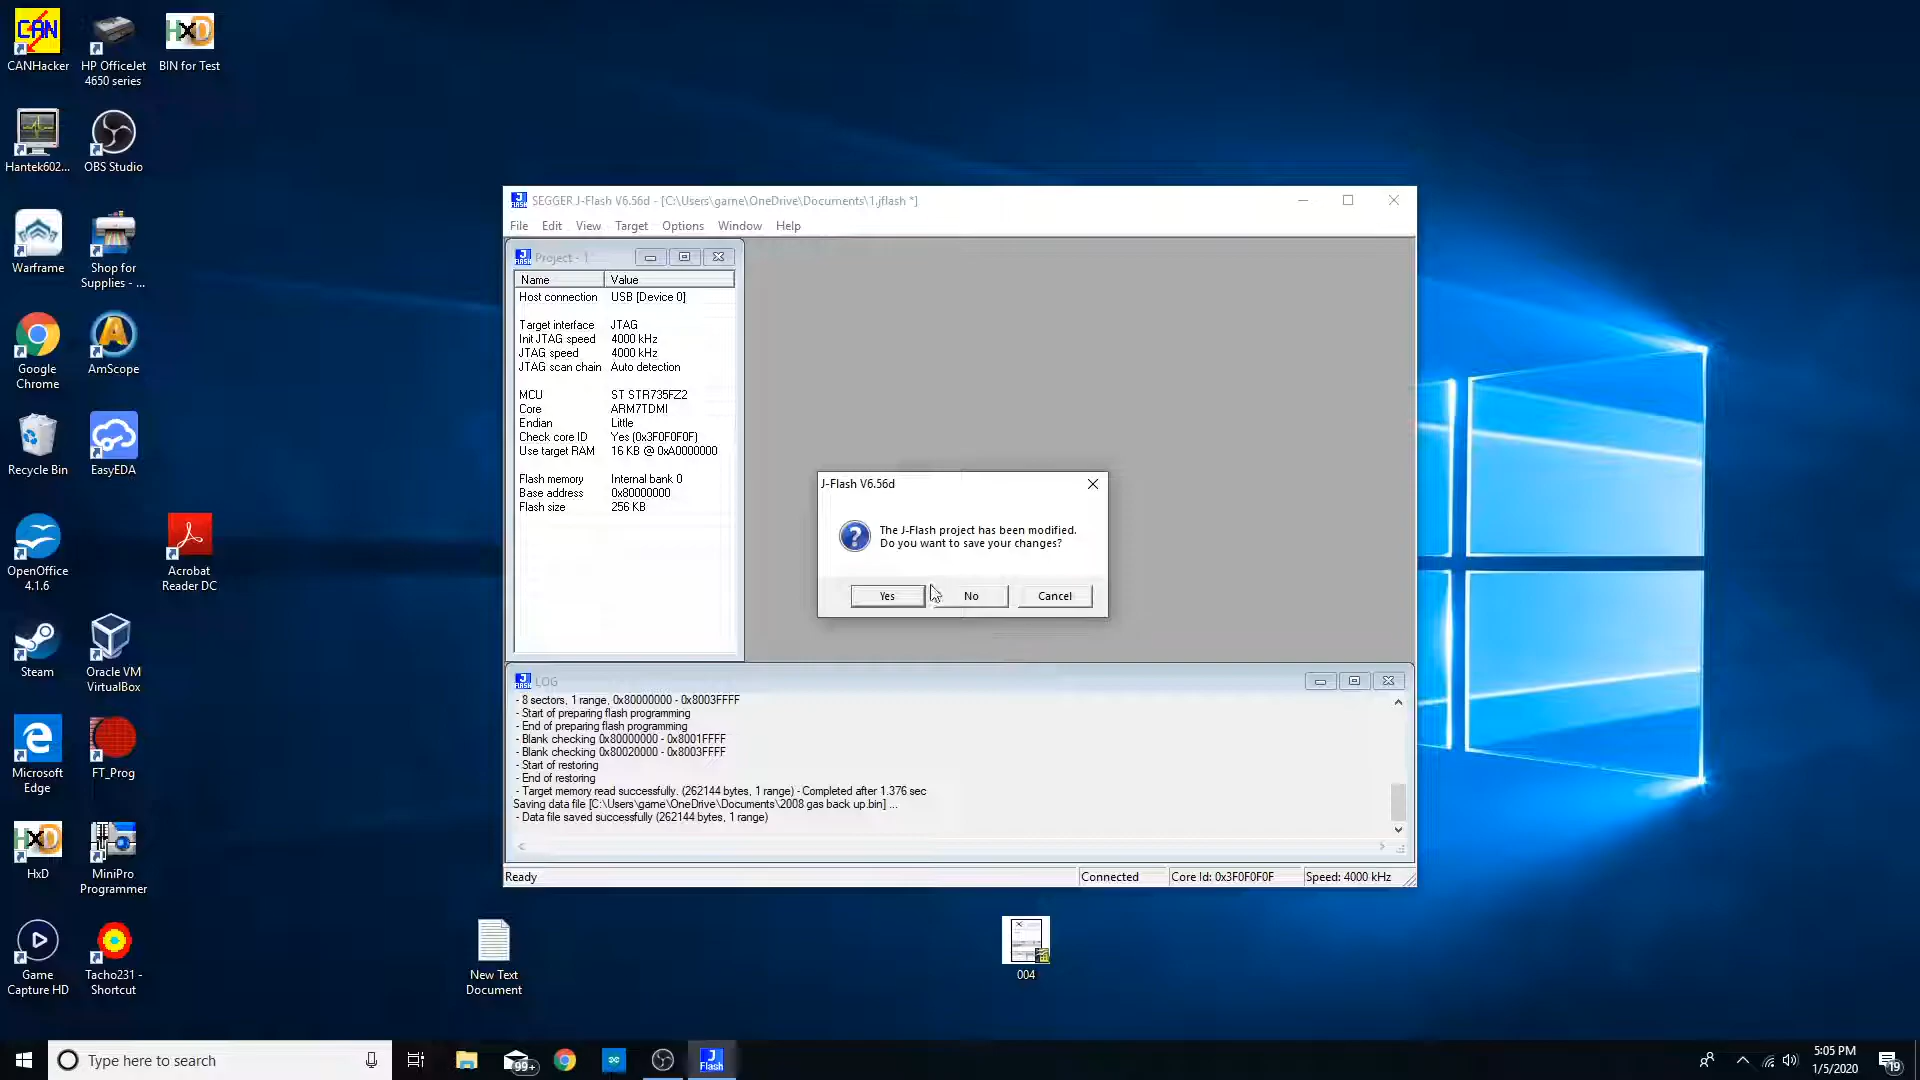 CANHacker
HP OfficeJet
4650 series
BIN for Test
Hantek602...
OBS Studio
Warframe
Shop for
Supplies - ...
Google
Chrome
AmScope
Recycle Bin
EasyEDA
OpenOffice
4.1.6
Acrobat
Reader DC
Steam
Oracle VM
VirtualBox
Microsoft
Edge
FT_Prog
HxD
MiniPro
Programmer
Game
Capture HD
Tacho231 -
Shortcut
New Text
Document
004
SEGGER J-Flash V6.56d - [C:\Users\game\OneDrive\Documents\1.jflash *]
File Edit View Target Options Window Help
Project - 1
Name Value
Host connection USB [Device 0]
Target interface JTAG
Init JTAG speed 4000 kHz
JTAG speed 4000 kHz
JTAG scan chain Auto detection
MCU ST STR735FZ2
Core ARM7TDMI
Endian Little
Check core ID Yes (0x3F0F0F0F)
Use target RAM 16 KB @ 0xA0000000
Flash memory Internal bank 0
Base address 0x80000000
Flash size 256 KB
J-Flash V6.56d
The J-Flash project has been modified.
Do you want to save your changes?
Yes No Cancel
LOG
- 8 sectors, 1 range, 0x80000000 - 0x8003FFFF
- Start of preparing flash programming
- End of preparing flash programming
- Blank checking 0x80000000 - 0x8001FFFF
- Blank checking 0x80020000 - 0x8003FFFF
- Start of restoring
- End of restoring
- Target memory read successfully. (262144 bytes, 1 range) - Completed after 1.376 sec
Saving data file [C:\Users\game\OneDrive\Documents\2008 gas back up.bin] ...
- Data file saved successfully (262144 bytes, 1 range)
Ready Connected Core Id: 0x3F0F0F0F Speed: 4000 kHz
Type here to search
99+
5:05 PM
1/5/2020
19